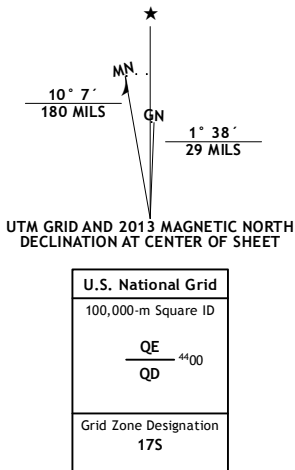 ★
MN
10° 7´
180 MILS
GN
1° 38´
29 MILS
UTM GRID AND 2013 MAGNETIC NORTH
DECLINATION AT CENTER OF SHEET
U.S. National Grid
100,000-m Square ID
QE
QD
⁴⁴00
Grid Zone Designation
17S